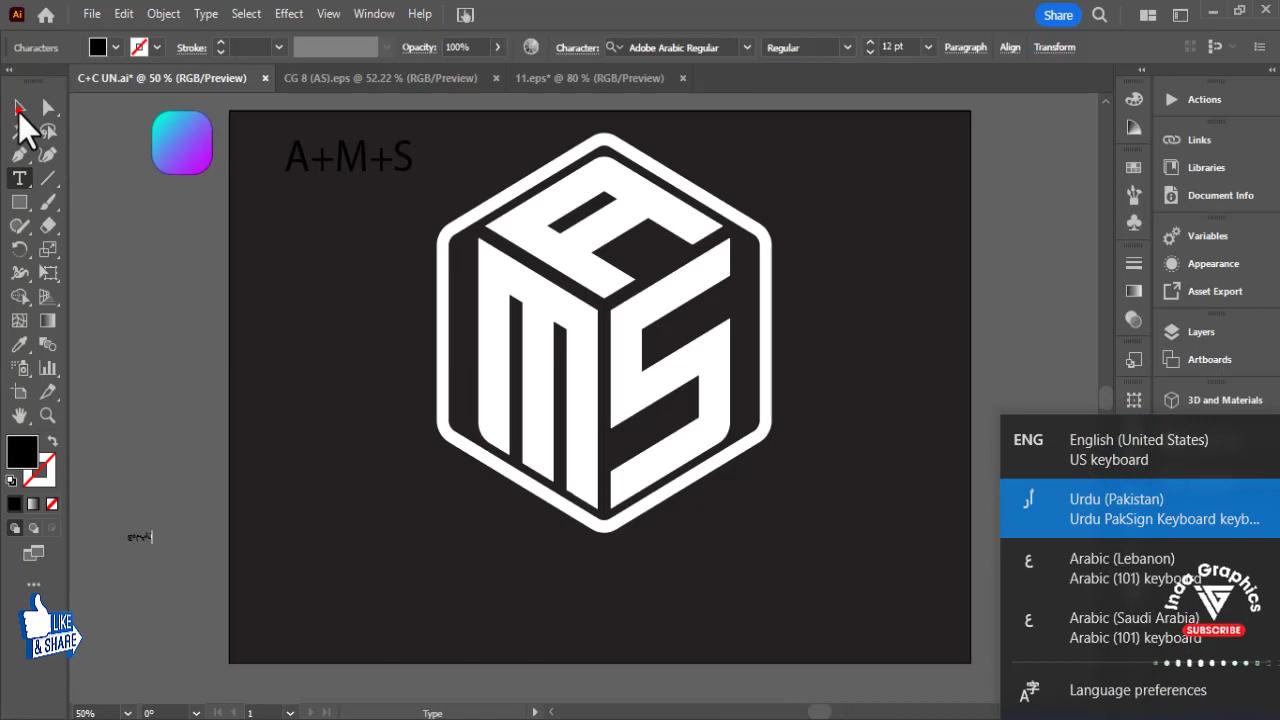 Ai File Edit Object Type Select Effect View Window Help Share
Characters Stroke: Opacity: 100% Character: Adobe Arabic Regular Regular 12 pt Paragraph Align Transform
C+C UN.ai* @ 50 % (RGB/Preview) × CG 8 (AS).eps @ 52.22 % (RGB/Preview) × 11.eps* @ 80 % (RGB/Preview) ×
A+M+S
A
M S
Actions
Links
Libraries
Document Info
Variables
Appearance
Asset Export
Layers
Artboards
3D and Materials
ENG English (United States)
US keyboard
أر Urdu (Pakistan)
Urdu PakSign Keyboard keyb...
ع Arabic (Lebanon)
Arabic (101) keyboard
ع Arabic (Saudi Arabia)
Arabic (101) keyboard
Language preferences
Snap Graphics
SUBSCRIBE
LIKE
& SHARE
50% 0° 1 Type